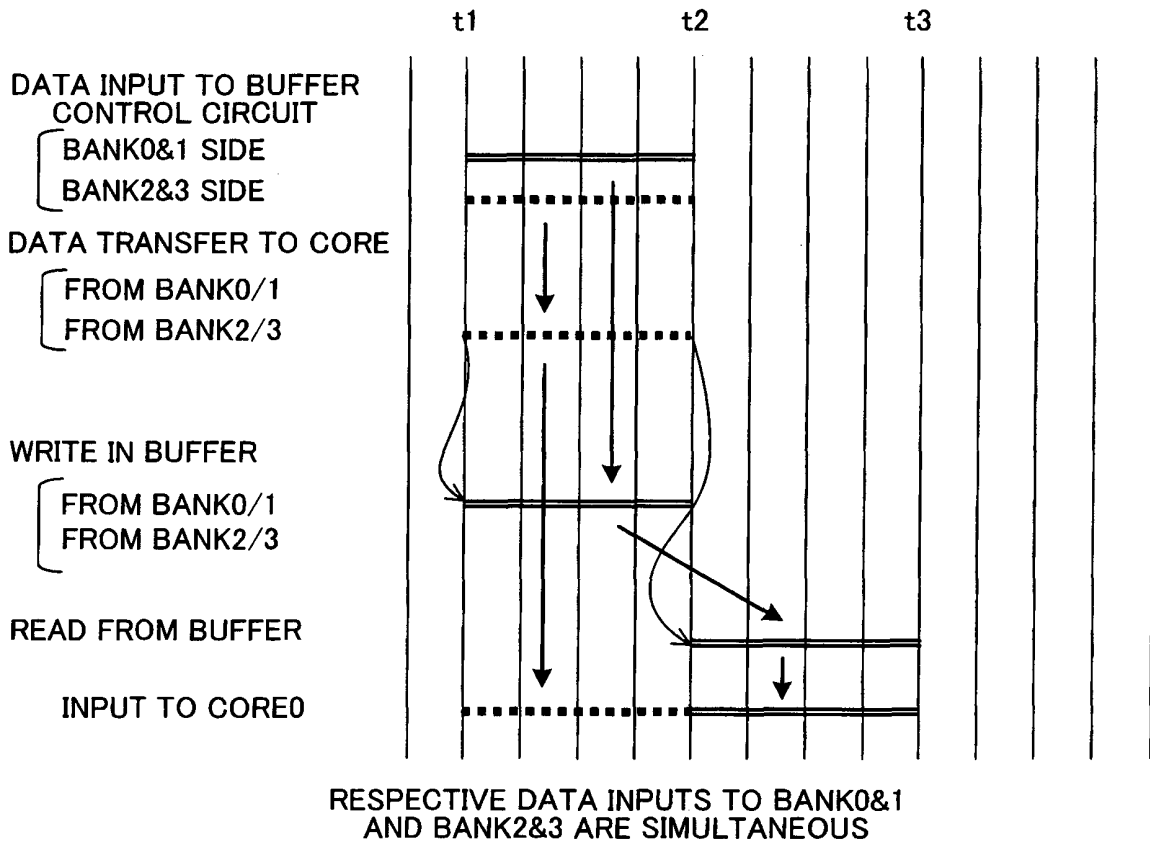 t1 t2 t3
DATA INPUT TO BUFFER
CONTROL CIRCUIT
BANK0&1 SIDE
BANK2&3 SIDE
DATA TRANSFER TO CORE
FROM BANK0/1
FROM BANK2/3
WRITE IN BUFFER
FROM BANK0/1
FROM BANK2/3
READ FROM BUFFER
INPUT TO CORE0
RESPECTIVE DATA INPUTS TO BANK0&1
AND BANK2&3 ARE SIMULTANEOUS